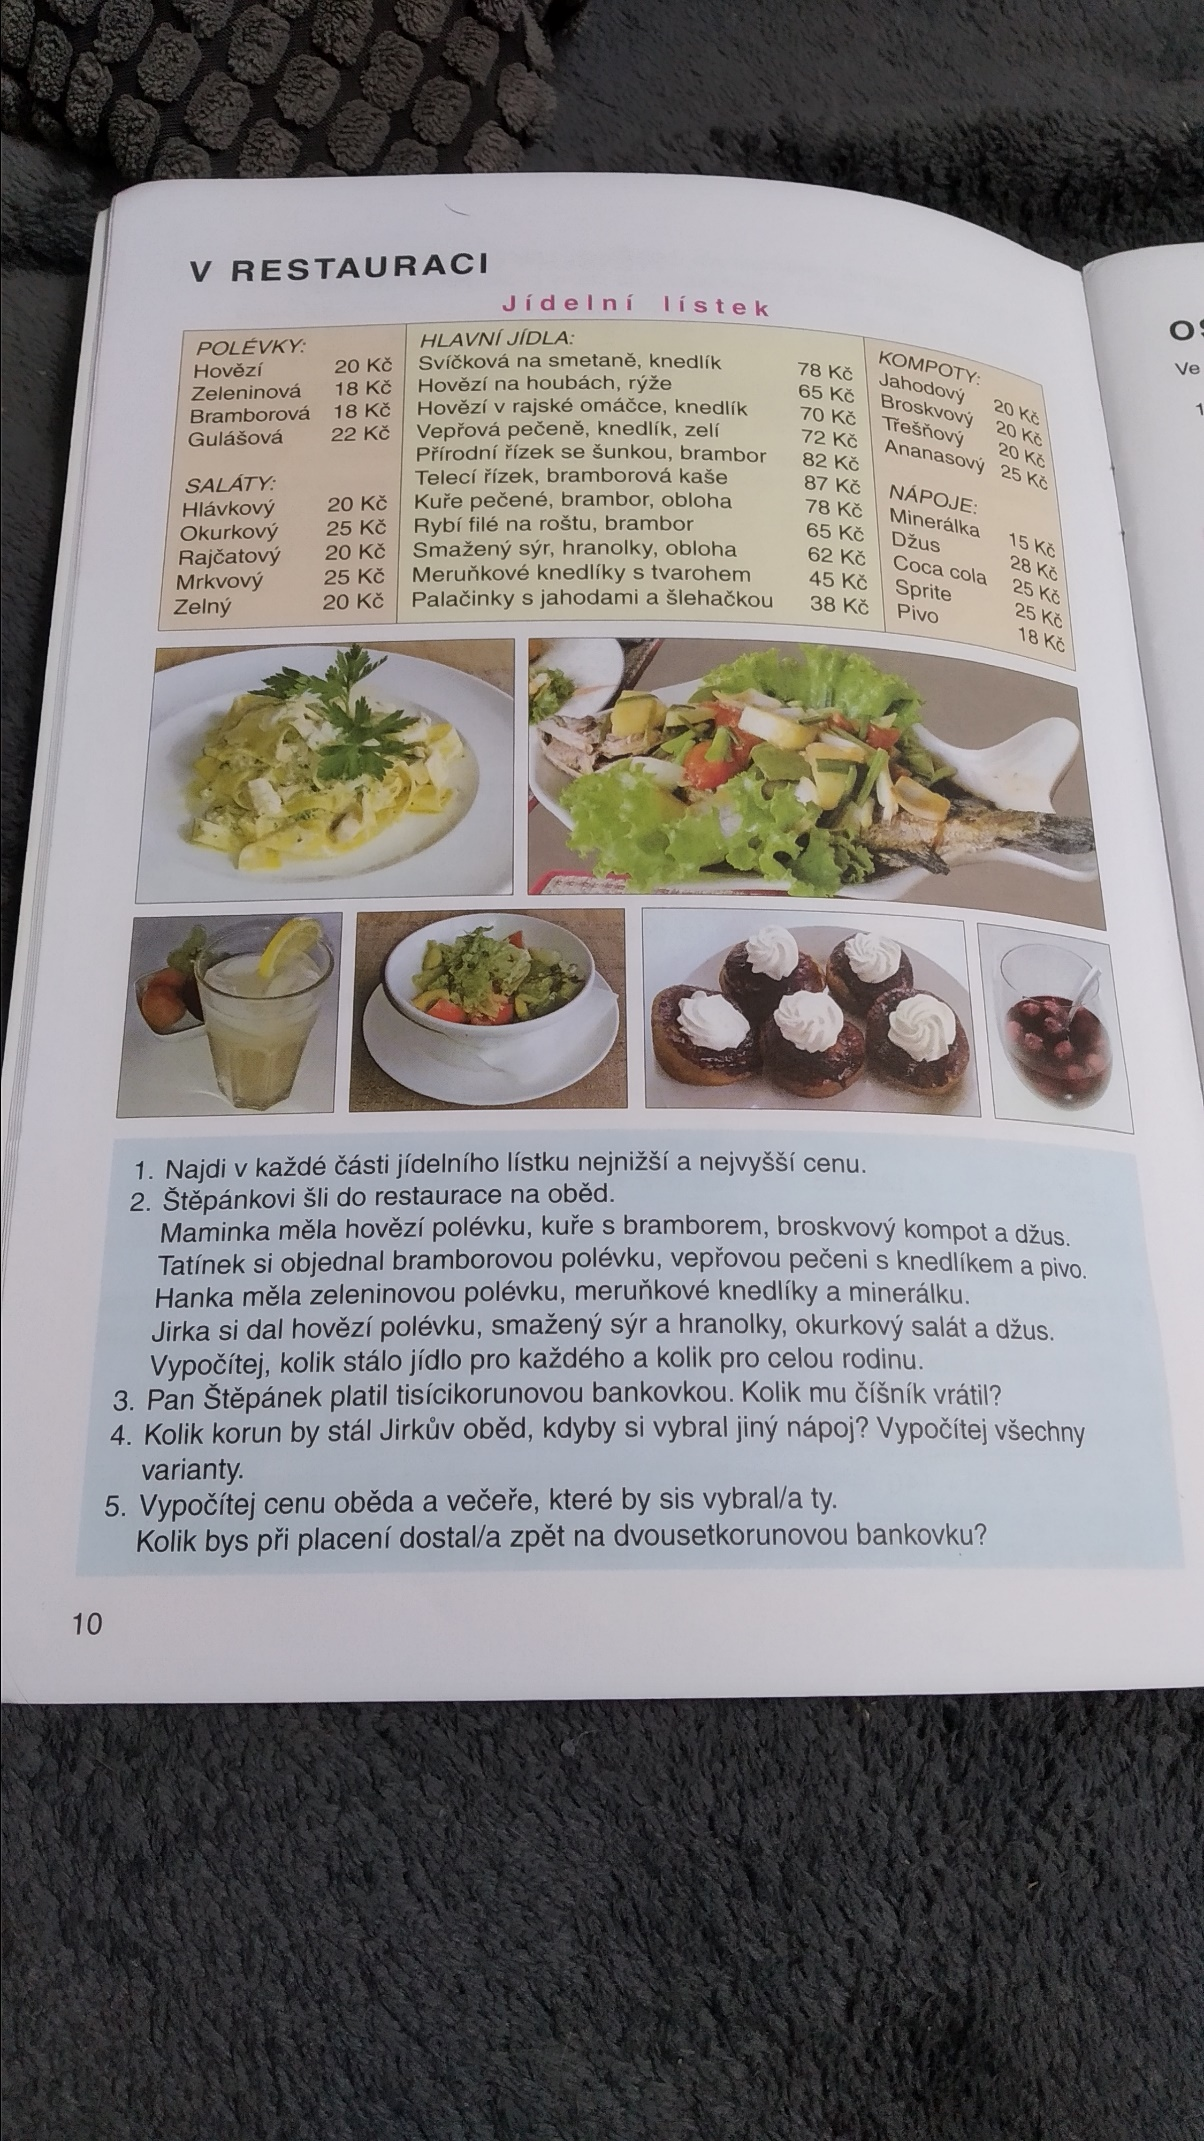 V RESTAURACI
Jídelní lístek
POLÉVKY:
Hovězí 20 Kč
Zeleninová 18 Kč
Bramborová 18 Kč
Gulášová 22 Kč
SALÁTY:
Hlávkový 20 Kč
Okurkový 25 Kč
Rajčatový 20 Kč
Mrkvový 25 Kč
Zelný 20 Kč
HLAVNÍ JÍDLA:
Svíčková na smetaně, knedlík 78 Kč
Hovězí na houbách, rýže 65 Kč
Hovězí v rajské omáčce, knedlík 70 Kč
Vepřová pečeně, knedlík, zelí 72 Kč
Přírodní řízek se šunkou, brambor 82 Kč
Telecí řízek, bramborová kaše 87 Kč
Kuře pečené, brambor, obloha 78 Kč
Rybí filé na roštu, brambor 65 Kč
Smažený sýr, hranolky, obloha 62 Kč
Meruňkové knedlíky s tvarohem 45 Kč
Palačinky s jahodami a šlehačkou 38 Kč
KOMPOTY:
Jahodový 20 Kč
Broskvový 20 Kč
Třešňový 20 Kč
Ananasový 25 Kč
NÁPOJE:
Minerálka 15 Kč
Džus 28 Kč
Coca cola 25 Kč
Sprite 25 Kč
Pivo 18 Kč
1. Najdi v každé části jídelního lístku nejnižší a nejvyšší cenu.
2. Štěpánkovi šli do restaurace na oběd.
Maminka měla hovězí polévku, kuře s bramborem, broskvový kompot a džus.
Tatínek si objednal bramborovou polévku, vepřovou pečeni s knedlíkem a pivo.
Hanka měla zeleninovou polévku, meruňkové knedlíky a minerálku.
Jirka si dal hovězí polévku, smažený sýr a hranolky, okurkový salát a džus.
Vypočítej, kolik stálo jídlo pro každého a kolik pro celou rodinu.
3. Pan Štěpánek platil tisícikorunovou bankovkou. Kolik mu číšník vrátil?
4. Kolik korun by stál Jirkův oběd, kdyby si vybral jiný nápoj? Vypočítej všechny
varianty.
5. Vypočítej cenu oběda a večeře, které by sis vybral/a ty.
Kolik bys při placení dostal/a zpět na dvousetkorunovou bankovku?
10
Ve